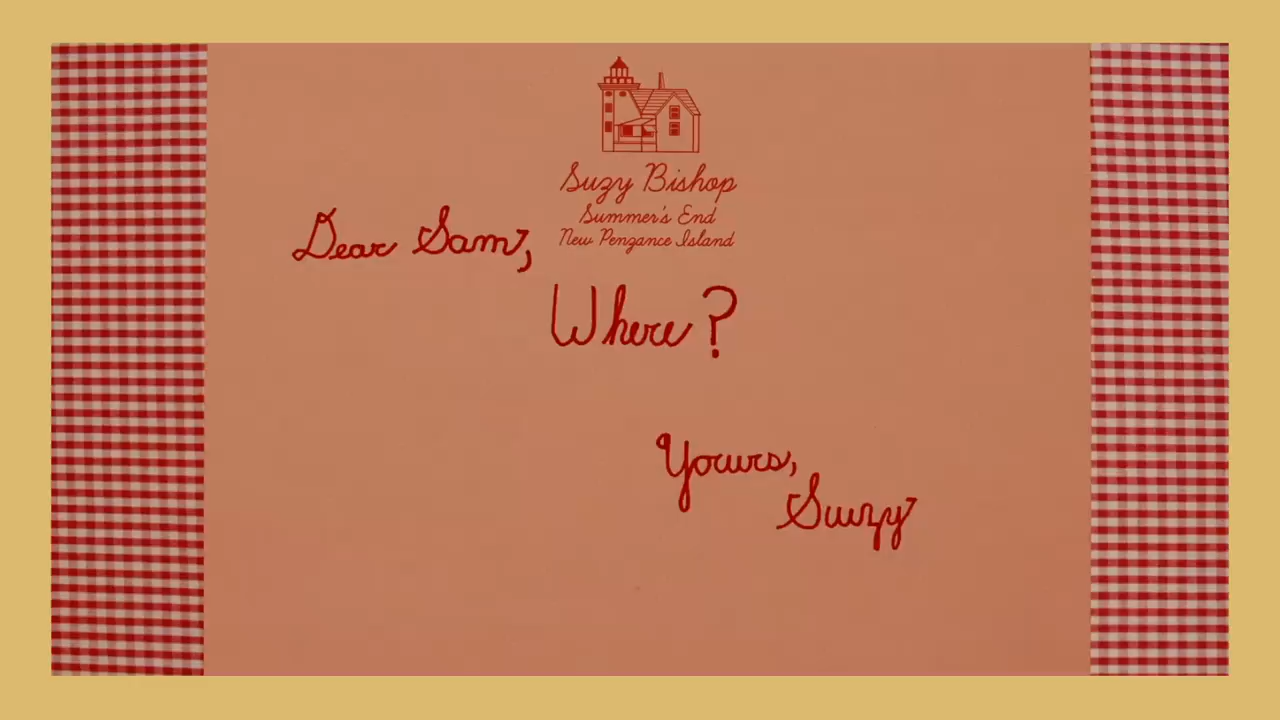 Suzy Bishop
Summer's End
New Penzance Island
Dear Sam,
Where?
Yours,
Suzy